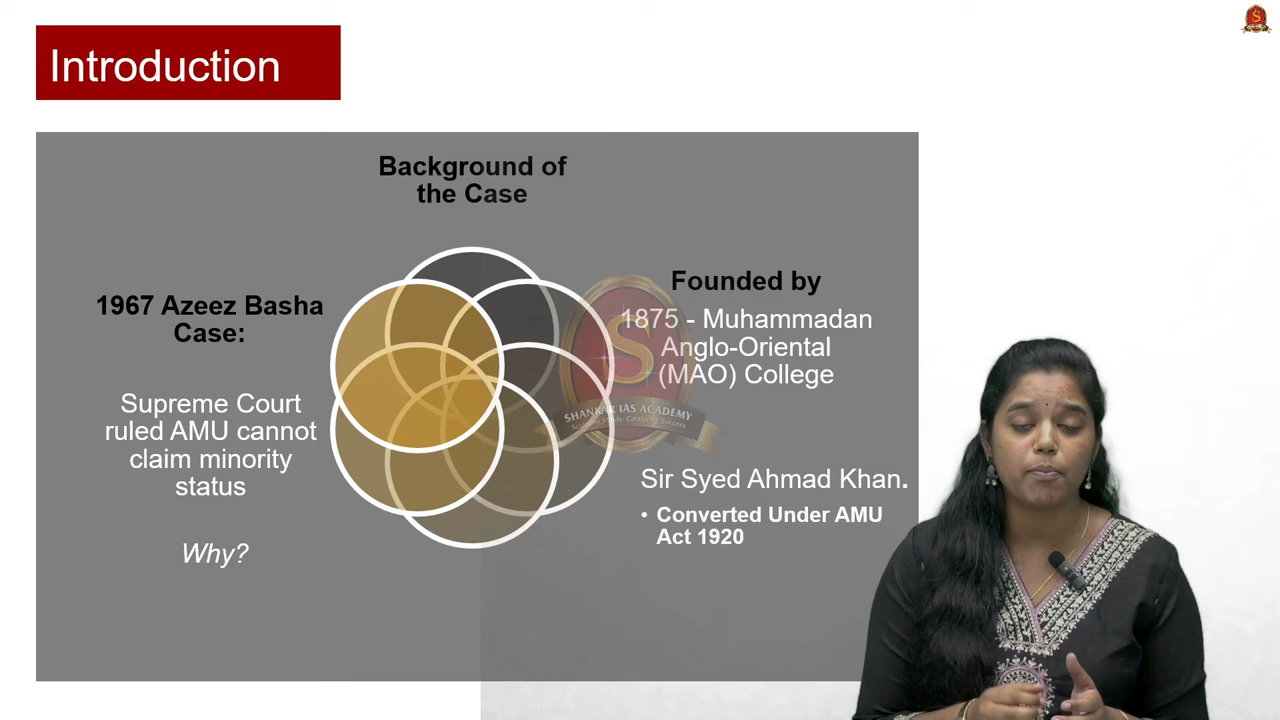 Introduction
Background of
the Case
1967 Azeez Basha
Case:
Supreme Court
ruled AMU cannot
claim minority
status
Why?
Founded by
1875 - Muhammadan
Anglo-Oriental
(MAO) College
Sir Syed Ahmad Khan.
• Converted Under AMU
Act 1920
S
SHANKAR IAS ACADEMY
S